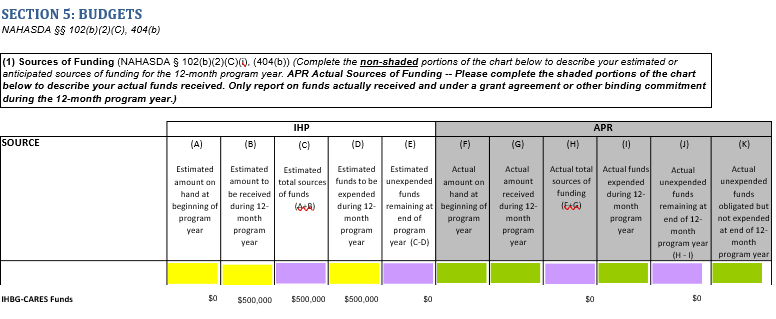 SECTION 5: BUDGETS
NAHASDA §§ 102(b)(2)(C), 404(b)
(1) Sources of Funding (NAHASDA § 102(b)(2)(C)(i), (404(b)) (Complete the non-shaded portions of the chart below to describe your estimated or
anticipated sources of funding for the 12-month program year. APR Actual Sources of Funding -- Please complete the shaded portions of the chart
below to describe your actual funds received. Only report on funds actually received and under a grant agreement or other binding commitment
during the 12-month program year.)
IHP APR
SOURCE (A) (B) (C) (D) (E) (F) (G) (H) (I) (J) (K)
Estimated
amount on
hand at
beginning of
program
year
Estimated
amount to
be received
during 12-
month
program
year
Estimated
total sources
of funds
(A+B)
Estimated
funds to be
expended
during 12-
month
program
year
Estimated
unexpended
funds
remaining at
end of
program
year (C-D)
Actual
amount on
hand at
beginning of
program year
Actual
amount
received
during 12-
month
program
year
Actual total
sources of
funding
(F+G)
Actual funds
expended
during 12-
month
program
year
Actual
unexpended
funds
remaining at
end of 12-
month
program year
(H - I)
Actual
unexpended
funds
obligated but
not expended
at end of 12-
month
program year
IHBG-CARES Funds $0 $500,000 $500,000 $500,000 $0 $0 $0